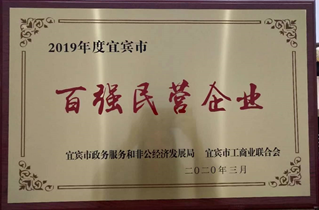 2019年度宜宾市
百强民营企业
宜宾市政务服务和非公经济发展局 宜宾市工商业联合会
二〇二〇年三月